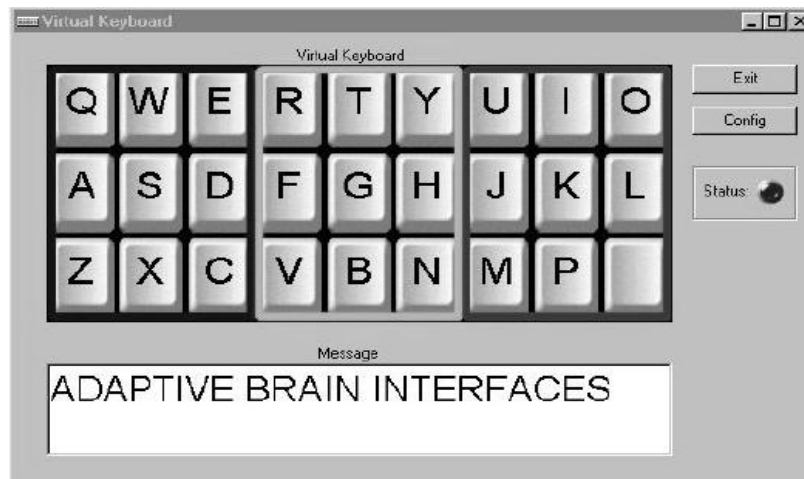 Virtual Keyboard
Virtual Keyboard
Q W E R T Y U I O
A S D F G H J K L
Z X C V B N M P
Exit
Config
Status:
Message
ADAPTIVE BRAIN INTERFACES